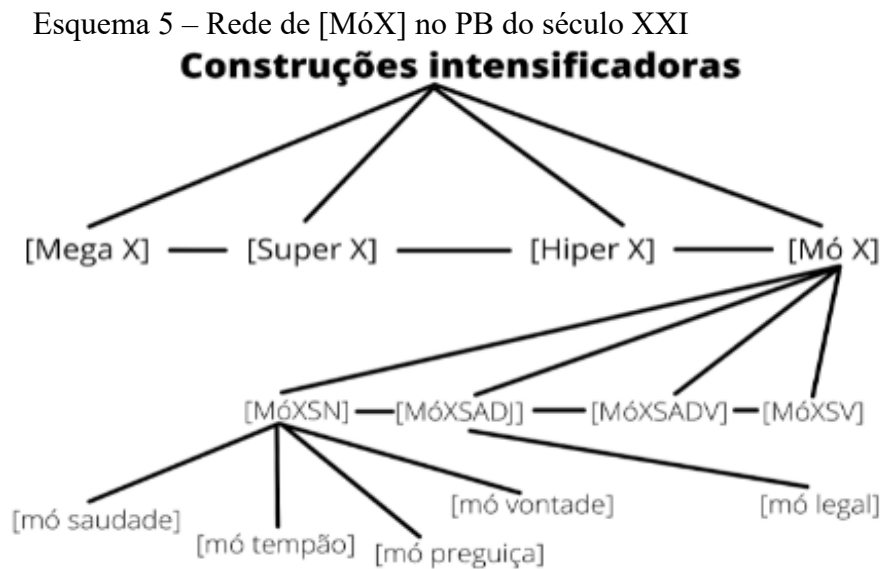 Esquema 5 – Rede de [MóX] no PB do século XXI
Construções intensificadoras
[Mega X] [Super X] [Hiper X] [Mó X]
[MóXSN] [MóXSADJ] [MóXSADV] [MóXSV]
[mó saudade] [mó tempão] [mó preguiça] [mó vontade] [mó legal]